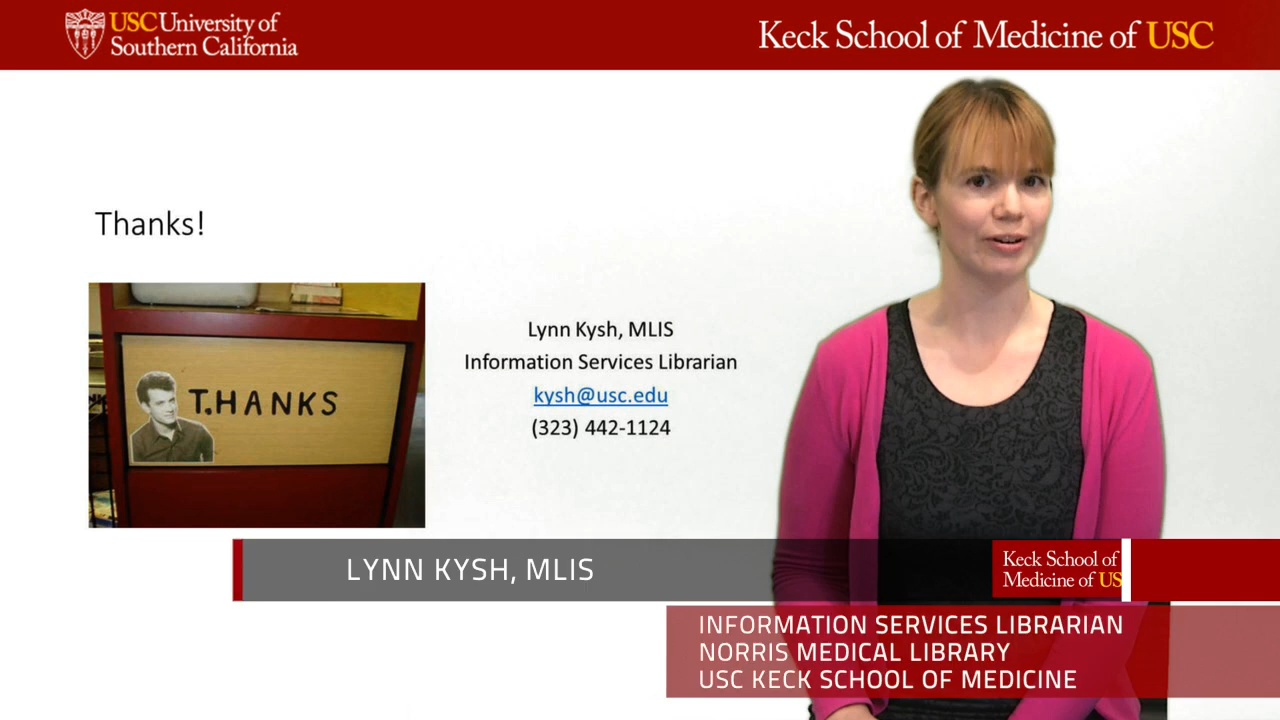 USC University of
Southern California
Keck School of Medicine of USC
Thanks!
T.HANKS
Lynn Kysh, MLIS
Information Services Librarian
kysh@usc.edu
(323) 442-1124
LYNN KYSH, MLIS
Keck School of
Medicine of US
INFORMATION SERVICES LIBRARIAN
NORRIS MEDICAL LIBRARY
USC KECK SCHOOL OF MEDICINE